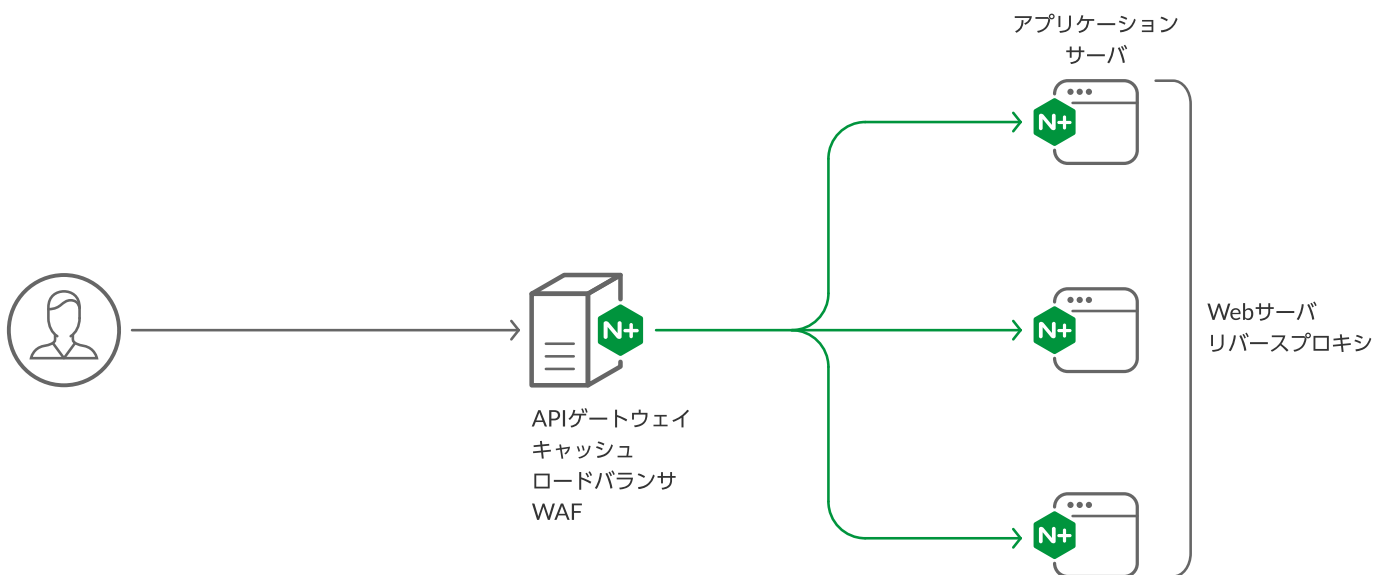 アプリケーション
サーバ
N+
N+
N+
Webサーバ
リバースプロキシ
N+
APIゲートウェイ
キャッシュ
ロードバランサ
WAF
N+